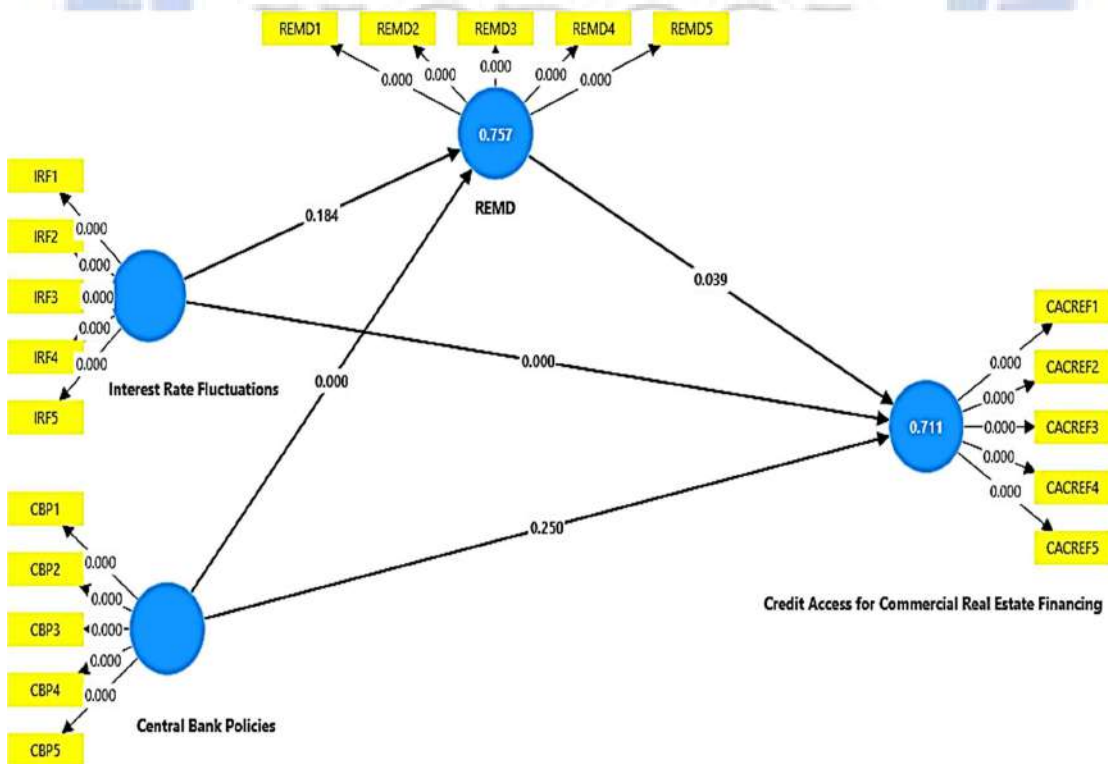 REMD1 REMD2 REMD3 REMD4 REMD5
0.000 0.000 0.000 0.000 0.000
0.757
REMD
IRF1
IRF2
IRF3
IRF4
IRF5
0.000
0.000
0.000
0.000
0.000
Interest Rate Fluctuations
0.184
0.039
0.000
0.000
0.250
CBP1
CBP2
CBP3
CBP4
CBP5
0.000
0.000
0.000
0.000
0.000
Central Bank Policies
0.711
0.000
0.000
0.000
0.000
0.000
CACREF1
CACREF2
CACREF3
CACREF4
CACREF5
Credit Access for Commercial Real Estate Financing